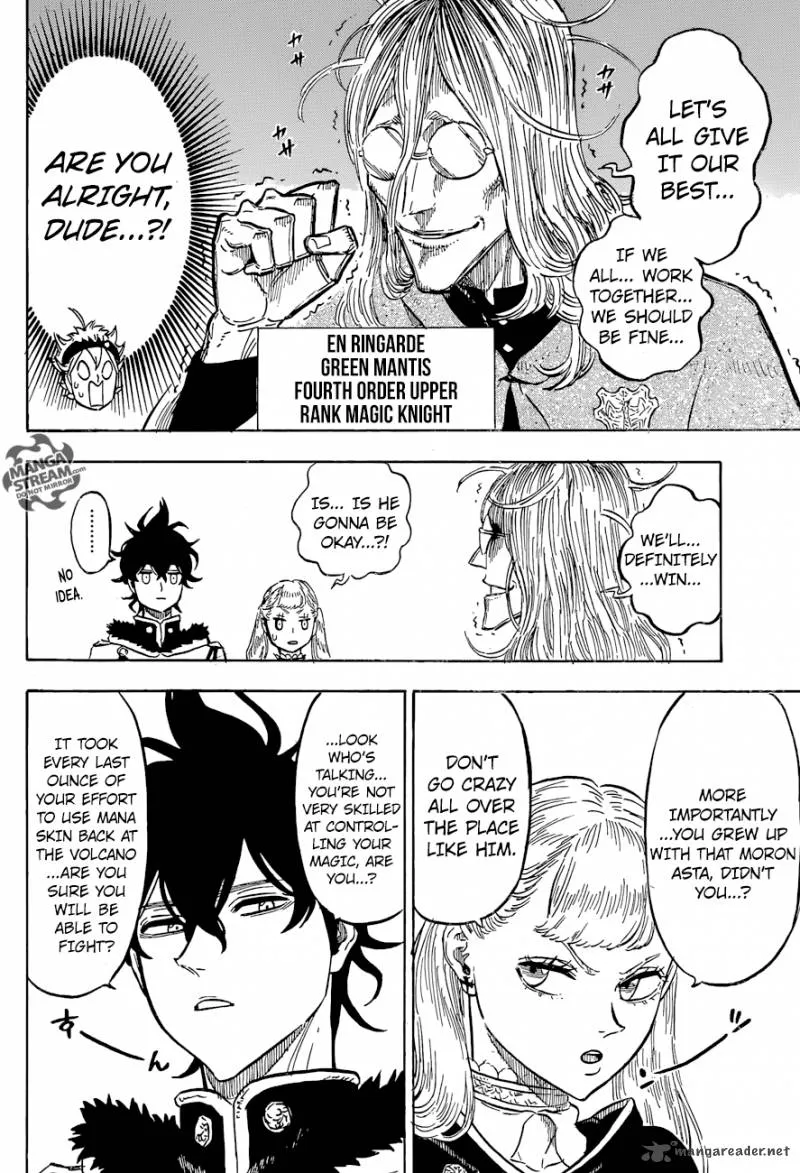 LET'S
ALL GIVE
IT OUR
BEST...
IF WE
ALL... WORK
TOGETHER...
WE SHOULD
BE FINE...
ARE YOU
ALRIGHT,
DUDE...?!
EN RINGARDE
GREEN MANTIS
FOURTH ORDER UPPER
RANK MAGIC KNIGHT
MANGA
STREAM.COM
DO NOT MIRROR!
WE'LL...
DEFINITELY
...WIN...
IS... IS HE
GONNA BE
OKAY...?!
........
NO
IDEA.
MORE
IMPORTANTLY
...YOU GREW UP
WITH THAT MORON
ASTA, DIDN'T
YOU...?
DON'T
GO CRAZY
ALL OVER
THE PLACE
LIKE HIM.
...LOOK
WHO'S
TALKING...
YOU'RE NOT
VERY SKILLED
AT CONTROL-
LING YOUR
MAGIC, ARE
YOU...?
IT TOOK
EVERY LAST
OUNCE OF
YOUR EFFORT
TO USE MANA
SKIN BACK AT
THE VOLCANO
...ARE YOU
SURE YOU
WILL BE
ABLE TO
FIGHT?
すん
mangareader.net